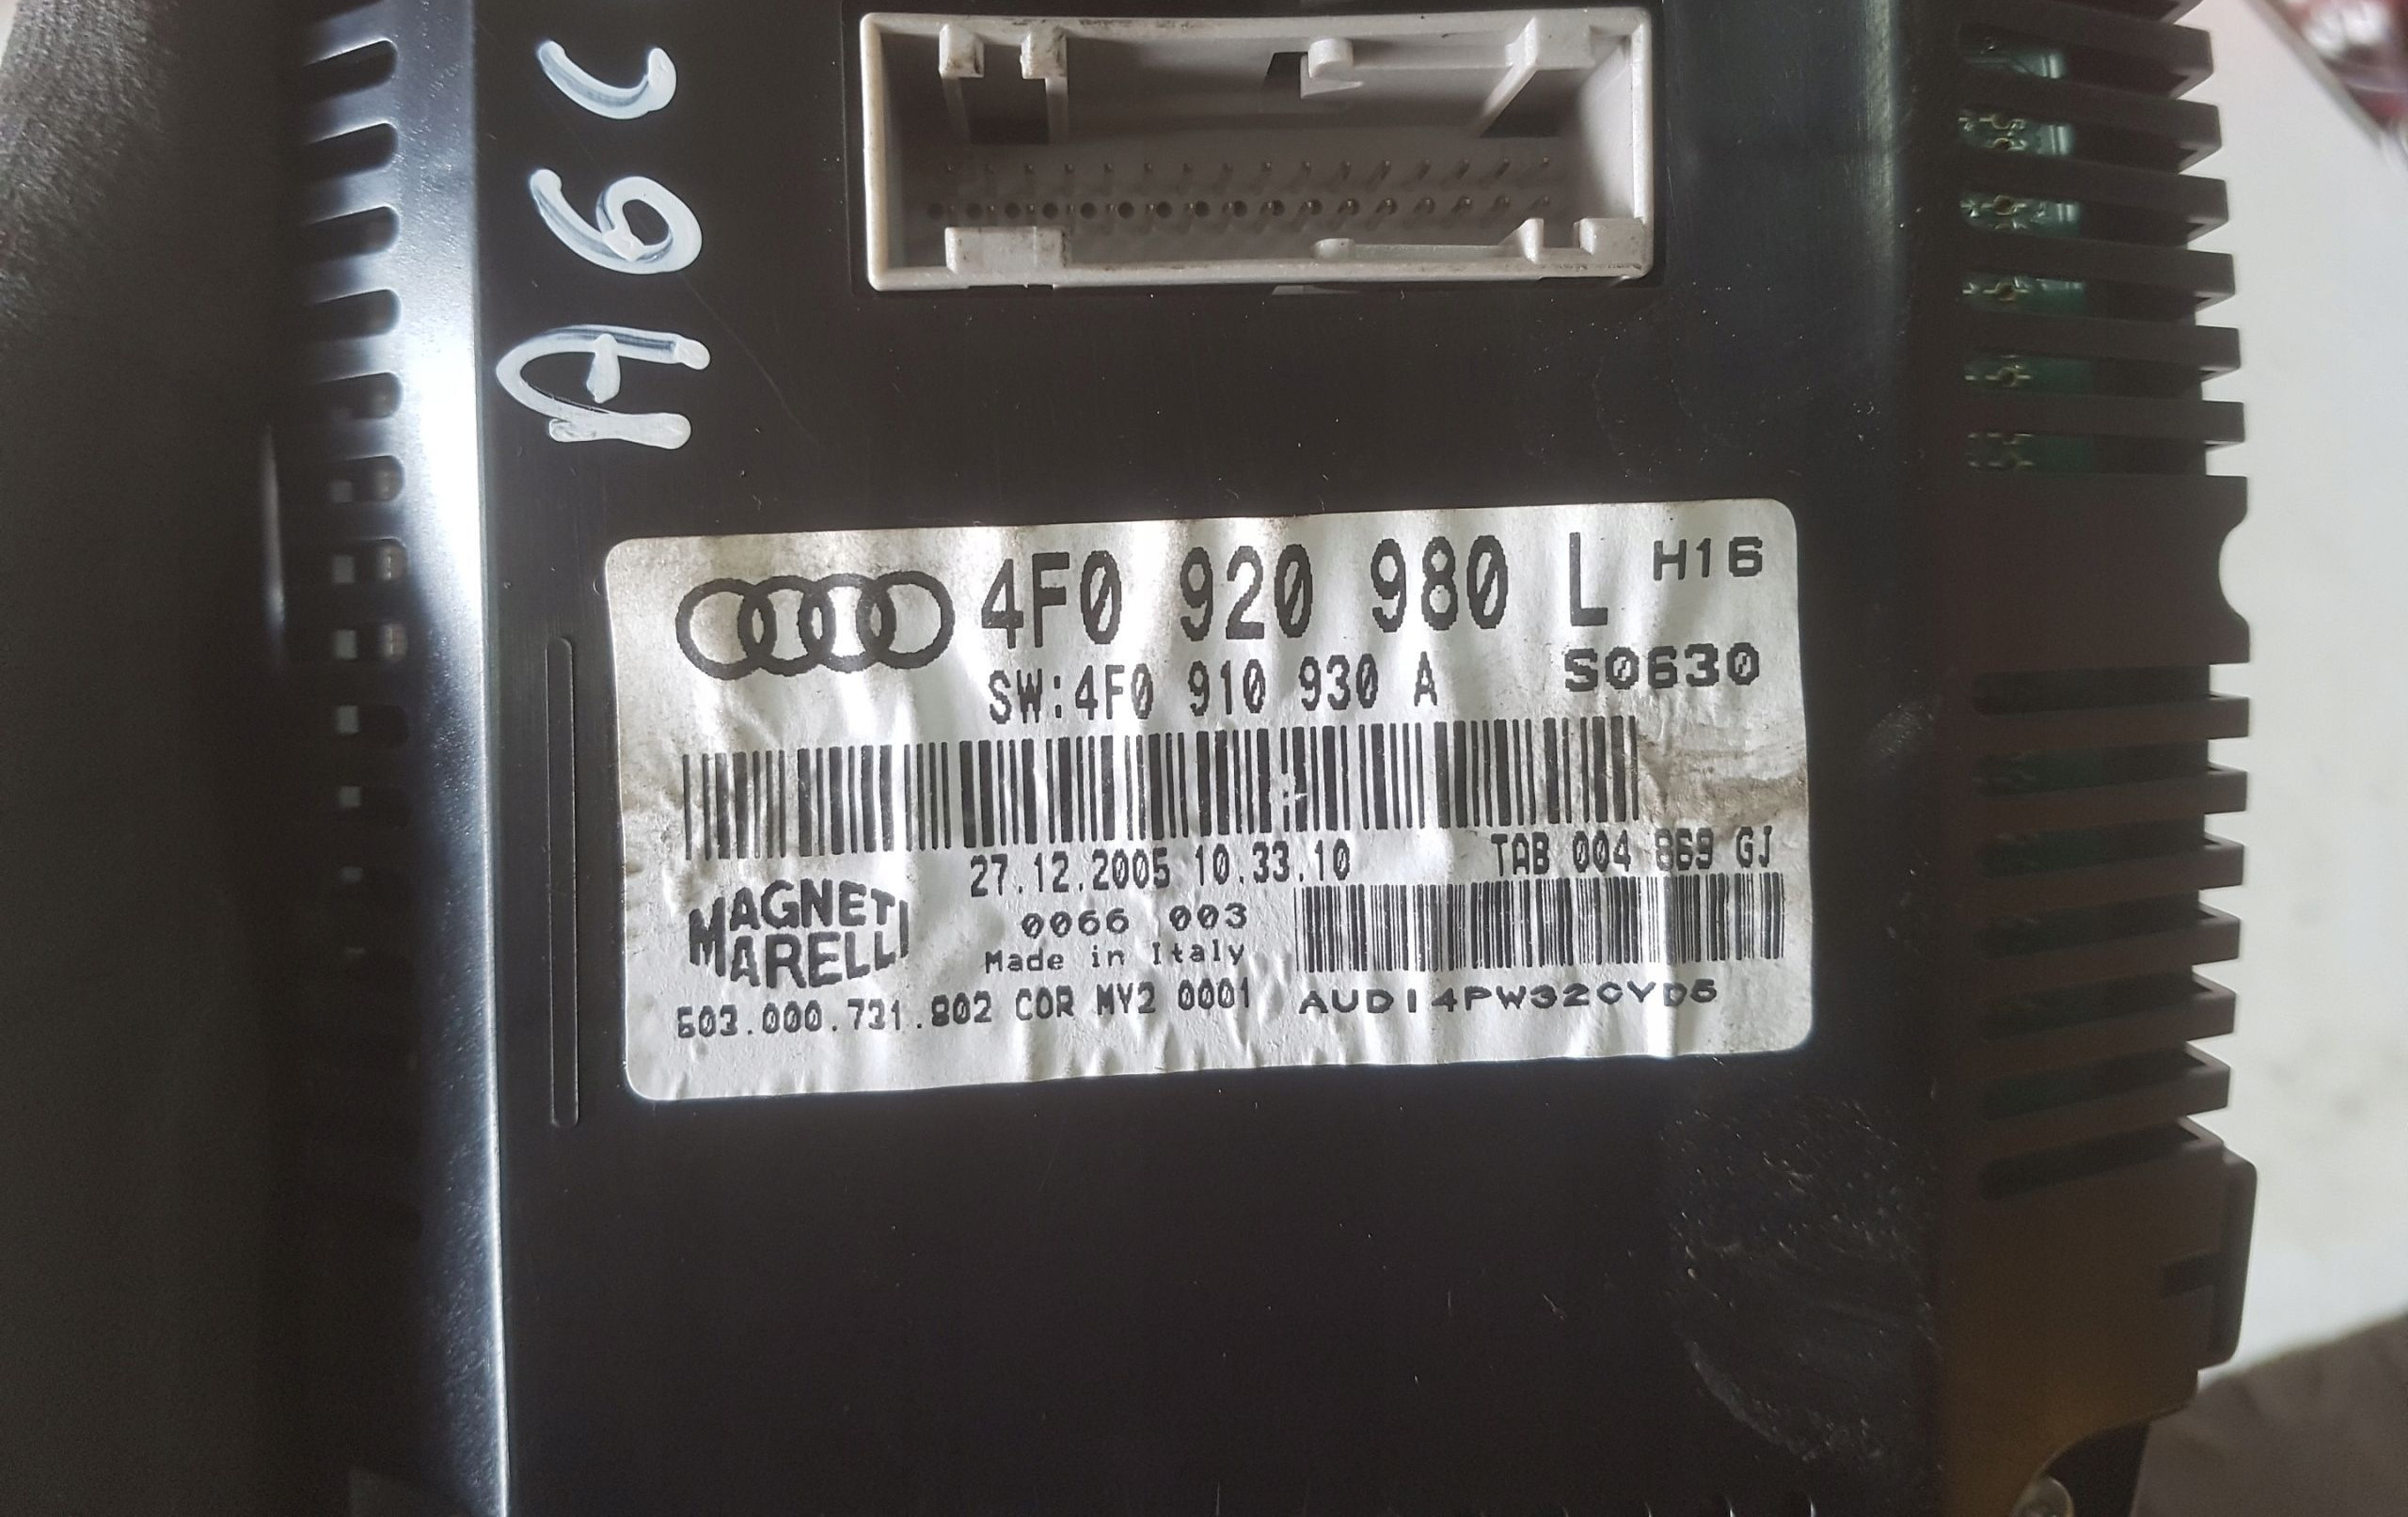 A6C
4F0 920 980 L H16
SW:4F0 910 930 A S0630
27.12.2005 10.33.10 TAB 004 869 GJ
MAGNETI
MARELLI
0066 003
Made in Italy
503.000.731.802 COR MY2 0001 AUDI4PW32CYD5